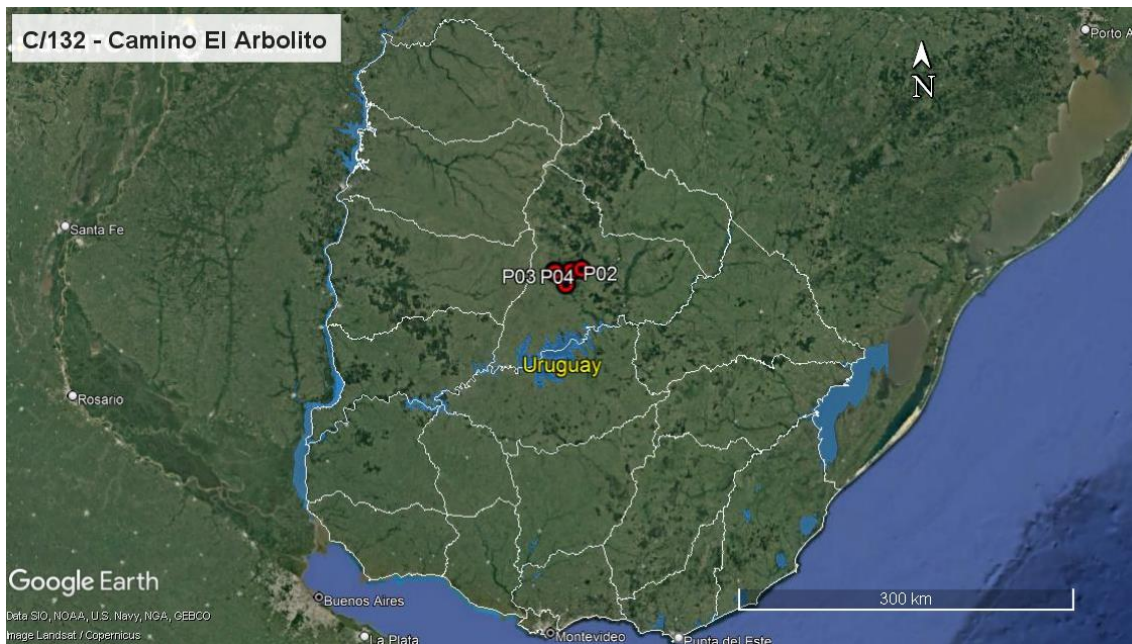 C/132 - Camino El Arbolito
Porto A
N
Santa Fe
P03
P04
P02
Uruguay
Rosario
Google Earth
300 km
Buenos Aires
Data SIO, NOAA, U.S. Navy, NGA, GEBCO
Image Landsat / Copernicus
La Plata
Montevideo
Punta del Este